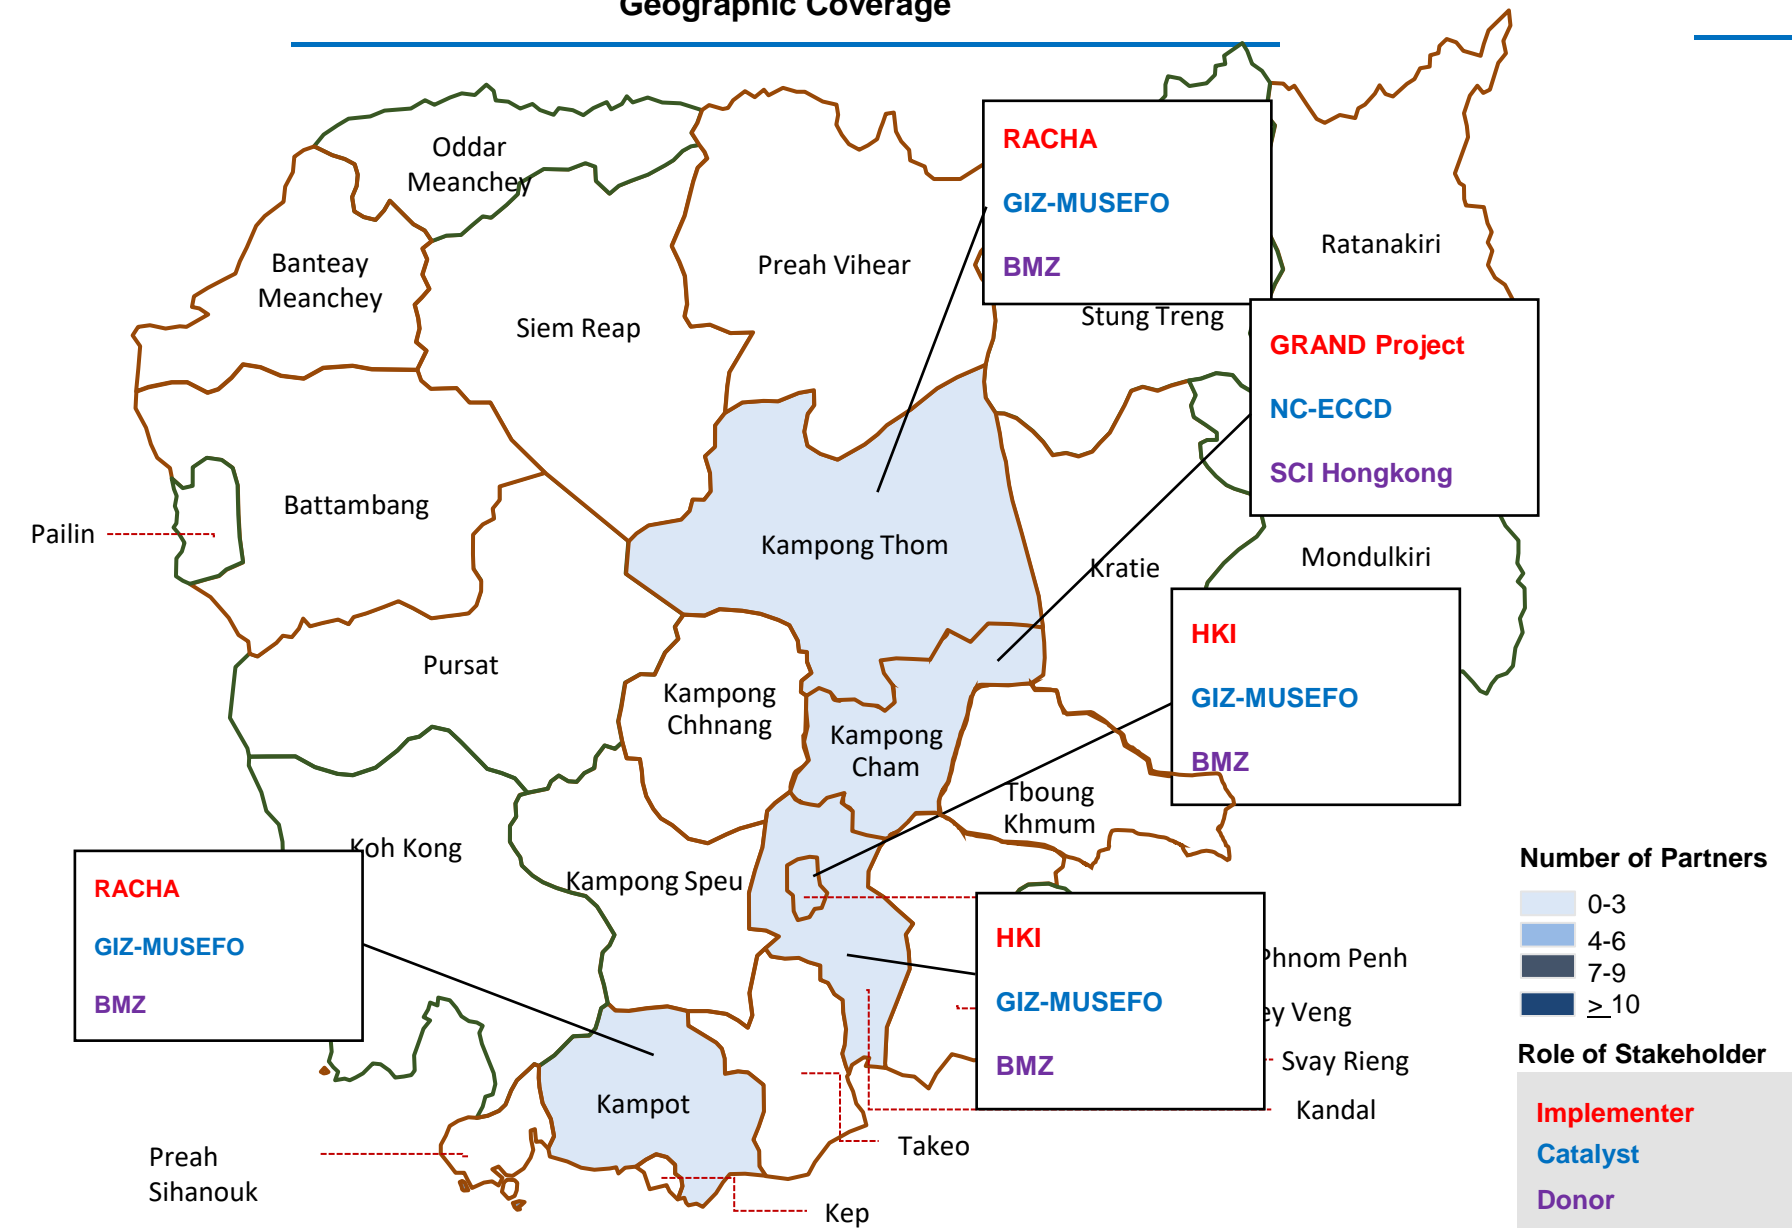 Geographic Coverage
Oddar
Meanchey
Banteay
Meanchey
Siem Reap
Preah Vihear
RACHA
GIZ-MUSEFO
BMZ
Ratanakiri
Stung Treng
GRAND Project
NC-ECCD
SCI Hongkong
Pailin
Battambang
Kampong Thom
Kratie
Mondulkiri
HKI
GIZ-MUSEFO
BMZ
Pursat
Kampong
Chhnang
Kampong
Cham
Tboung
Khmum
Koh Kong
Kampong Speu
RACHA
GIZ-MUSEFO
BMZ
HKI
GIZ-MUSEFO
BMZ
Phnom Penh
ey Veng
Svay Rieng
Kandal
Kampot
Takeo
Preah
Sihanouk
Kep
Number of Partners
0-3
4-6
7-9
> 10
Role of Stakeholder
Implementer
Catalyst
Donor